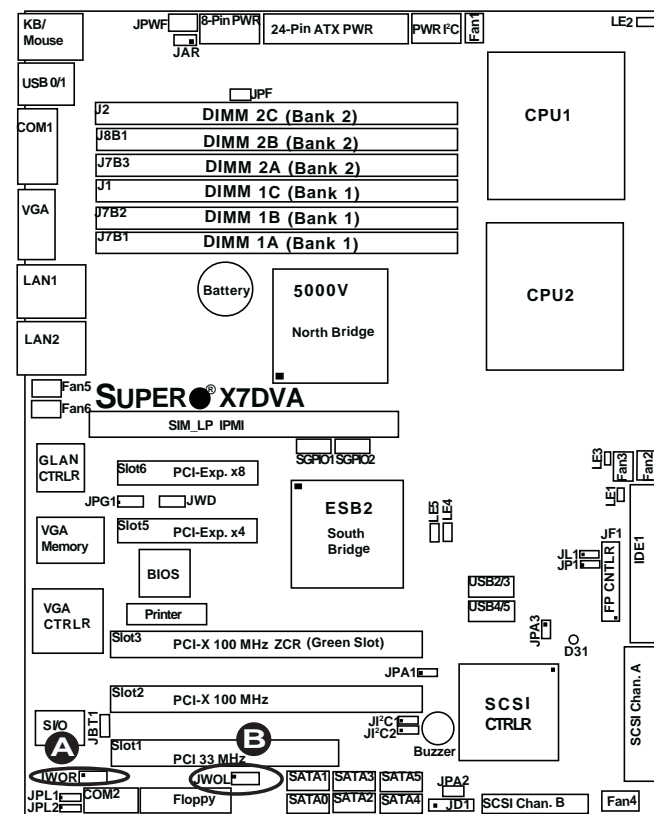 KB/
Mouse
JPWF
8-Pin PWR
24-Pin ATX PWR
PWR I²C
Fan1
LE2
JAR
USB 0/1
JPF
COM1
J2 DIMM 2C (Bank 2)
J8B1 DIMM 2B (Bank 2)
J7B3 DIMM 2A (Bank 2)
J1 DIMM 1C (Bank 1)
J7B2 DIMM 1B (Bank 1)
J7B1 DIMM 1A (Bank 1)
CPU1
VGA
LAN1
Battery
5000V
North Bridge
CPU2
LAN2
Fan5
Fan6
SUPER ® X7DVA
SIM_LP IPMI
SGPIO1 SGPIO2
GLAN
CTRLR
Slot6 PCI-Exp. x8
JPG1
JWD
ESB2
South
Bridge
LE3
Fan3
Fan2
LE1
LE5
LE4
Slot5 PCI-Exp. x4
VGA
Memory
BIOS
JF1
FP CNTLR
IDE1
JL1
JP1
Printer
USB2/3
USB4/5
VGA
CTRLR
Slot3 PCI-X 100 MHz ZCR (Green Slot)
JPA3
D31
JPA1
Slot2 PCI-X 100 MHz
SCSI
CTRLR
SCSI Chan. A
SI/O
JBT1
JI²C1
JI²C2
Buzzer
A
B
Slot1 PCI 33 MHz
JWOR
JWOL
SATA1 SATA3 SATA5
JPA2
JPL1
JPL2
COM2
Floppy
SATA0 SATA2 SATA4
JD1
SCSI Chan. B
Fan4